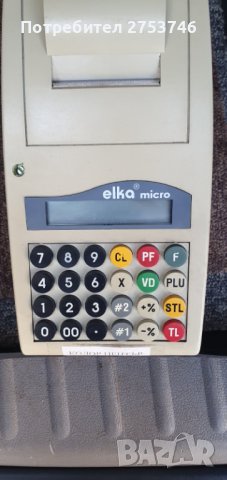 Потребител 2753746
elka micro
7 8 9 CL PF F
4 5 6 X VD PLU
1 2 3 #2 +% STL
0 00 · #1 -% TL
BAZAR